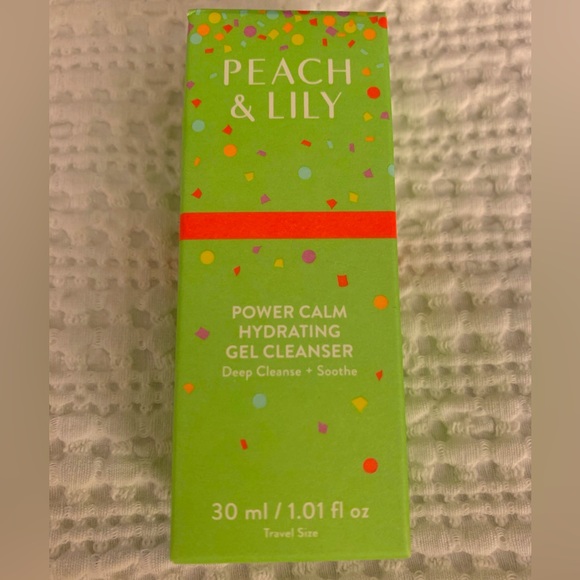 PEACH
& LILY
POWER CALM
HYDRATING
GEL CLEANSER
Deep Cleanse + Soothe
30 ml / 1.01 fl oz
Travel Size